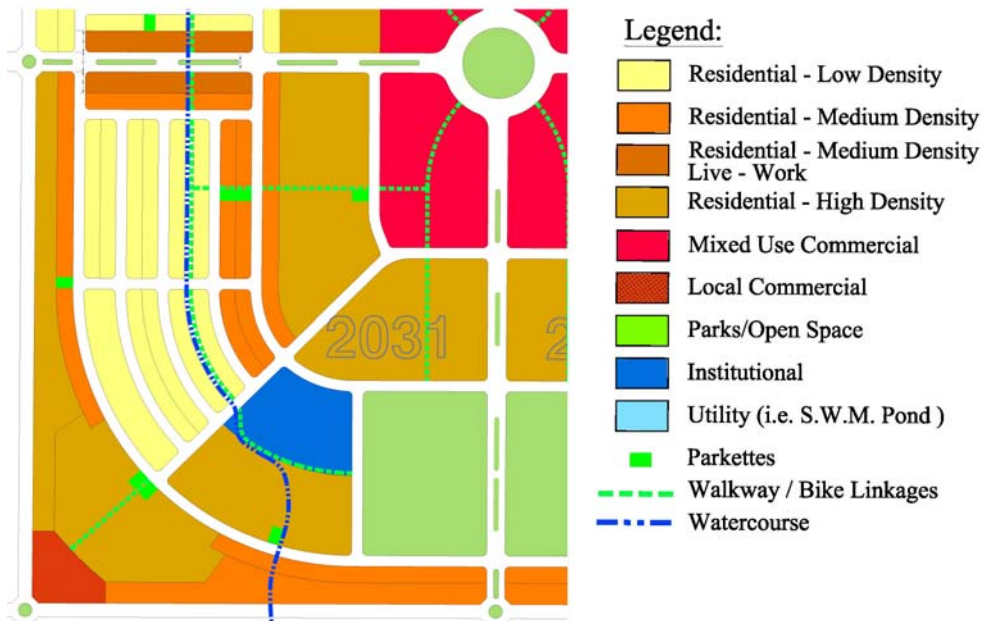 Legend:
Residential - Low Density
Residential - Medium Density
Residential - Medium Density
Live - Work
Residential - High Density
Mixed Use Commercial
Local Commercial
2031
2
Parks/Open Space
Institutional
Utility (i.e. S.W.M. Pond )
Parkettes
Walkway / Bike Linkages
Watercourse